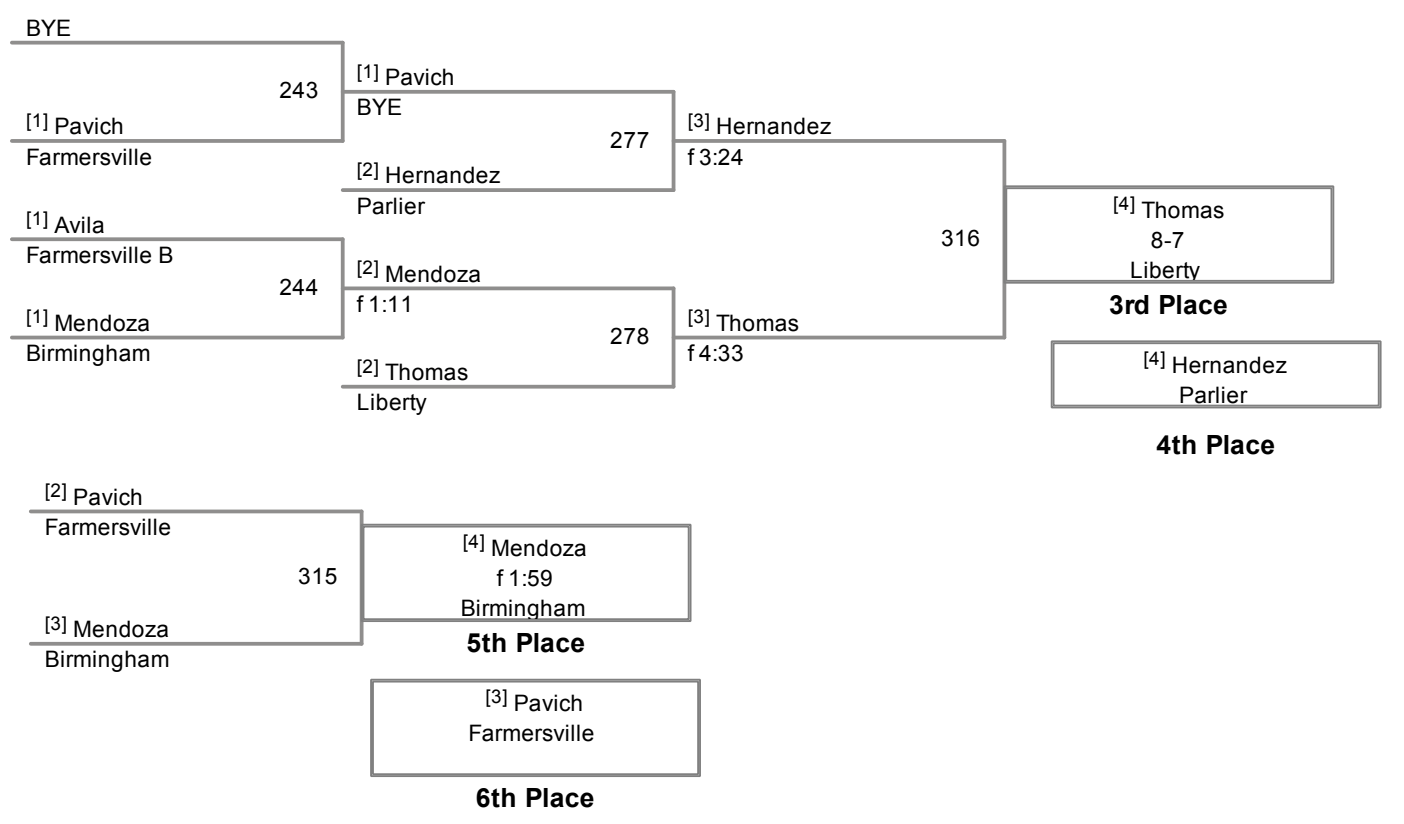 BYE
243
[1] Pavich
Farmersville
[1] Avila
Farmersville B
244
[1] Mendoza
Birmingham
[1] Pavich
BYE
277
[2] Hernandez
Parlier
[2] Mendoza
f 1:11
278
[2] Thomas
Liberty
[3] Hernandez
f 3:24
316
[3] Thomas
f 4:33
[4] Thomas
8-7
Liberty
3rd Place
[4] Hernandez
Parlier
4th Place
[2] Pavich
Farmersville
315
[3] Mendoza
Birmingham
[4] Mendoza
f 1:59
Birmingham
5th Place
[3] Pavich
Farmersville
6th Place